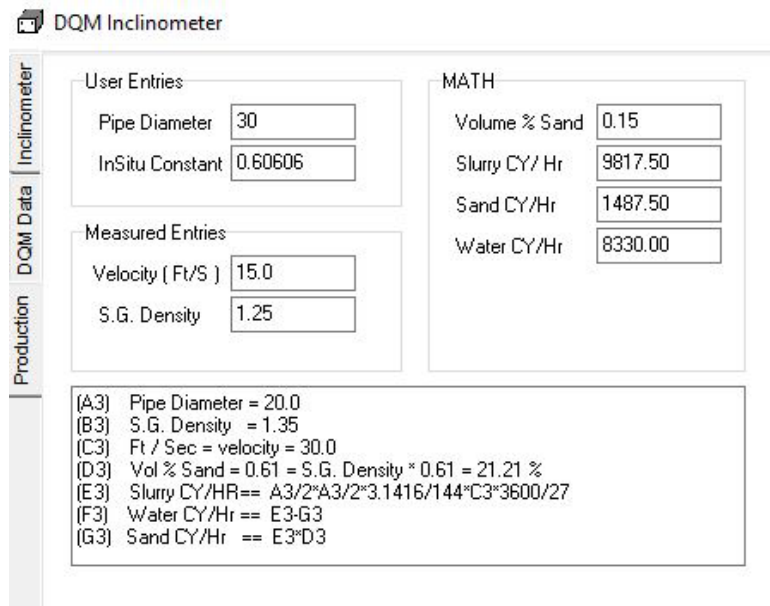 DQM Inclinometer
Inclinometer
DQM Data
Production
User Entries
Pipe Diameter 30
InSitu Constant 0.60606
Measured Entries
Velocity ( Ft/S ) 15.0
S.G. Density 1.25
MATH
Volume % Sand 0.15
Slurry CY/ Hr 9817.50
Sand CY/Hr 1487.50
Water CY/Hr 8330.00
(A3) Pipe Diameter = 20.0
(B3) S.G. Density = 1.35
(C3) Ft / Sec = velocity = 30.0
(D3) Vol % Sand = 0.61 = S.G. Density * 0.61 = 21.21 %
(E3) Slurry CY/HR== A3/2*A3/2*3.1416/144*C3*3600/27
(F3) Water CY/Hr == E3-G3
(G3) Sand CY/Hr == E3*D3